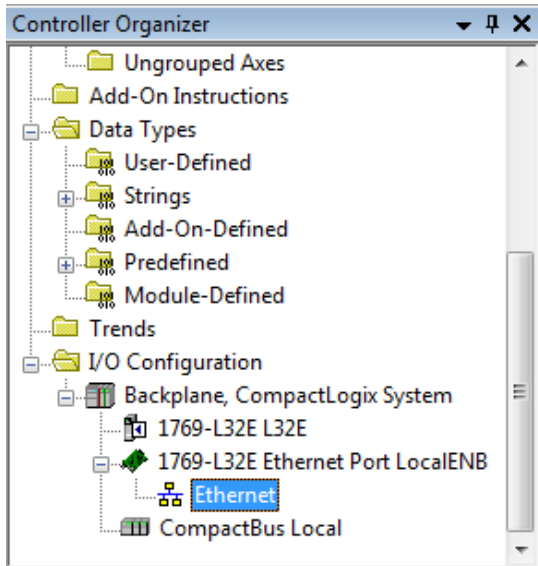 Controller Organizer
Ungrouped Axes
Add-On Instructions
Data Types
User-Defined
Strings
Add-On-Defined
Predefined
Module-Defined
Trends
I/O Configuration
Backplane, CompactLogix System
1769-L32E L32E
1769-L32E Ethernet Port LocalENB
Ethernet
CompactBus Local